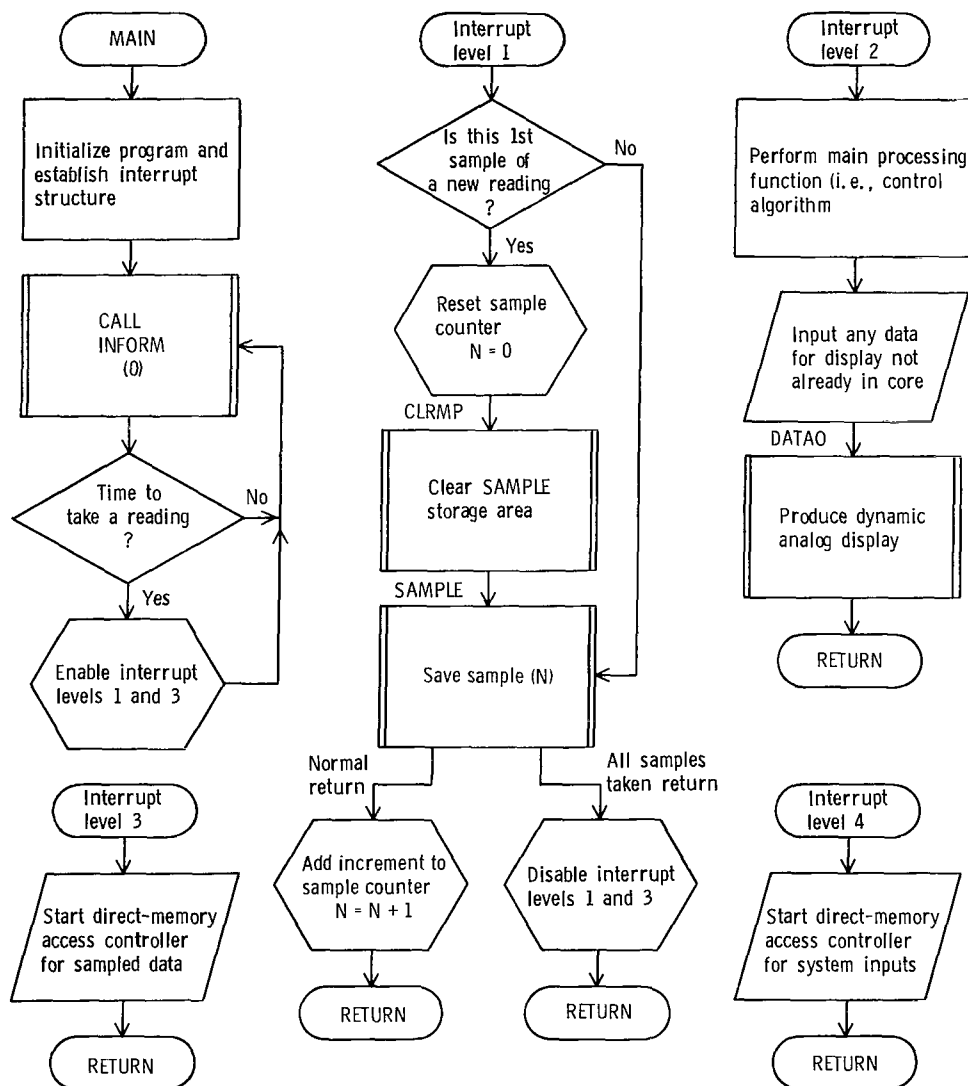 MAIN
Initialize program and
establish interrupt
structure
CALL
INFORM
(0)
Time to
take a reading
?
No
Yes
Enable interrupt
levels 1 and 3
Interrupt
level 1
Is this 1st
sample of
a new reading
?
No
Yes
Reset sample
counter
N = 0
CLRMP
Clear SAMPLE
storage area
SAMPLE
Save sample (N)
Normal
return
All samples
taken return
Add increment to
sample counter
N = N + 1
RETURN
Disable interrupt
levels 1 and 3
RETURN
Interrupt
level 2
Perform main processing
function (i. e., control
algorithm
Input any data
for display not
already in core
DATAO
Produce dynamic
analog display
RETURN
Interrupt
level 3
Start direct-memory
access controller
for sampled data
RETURN
Interrupt
level 4
Start direct-memory
access controller
for system inputs
RETURN